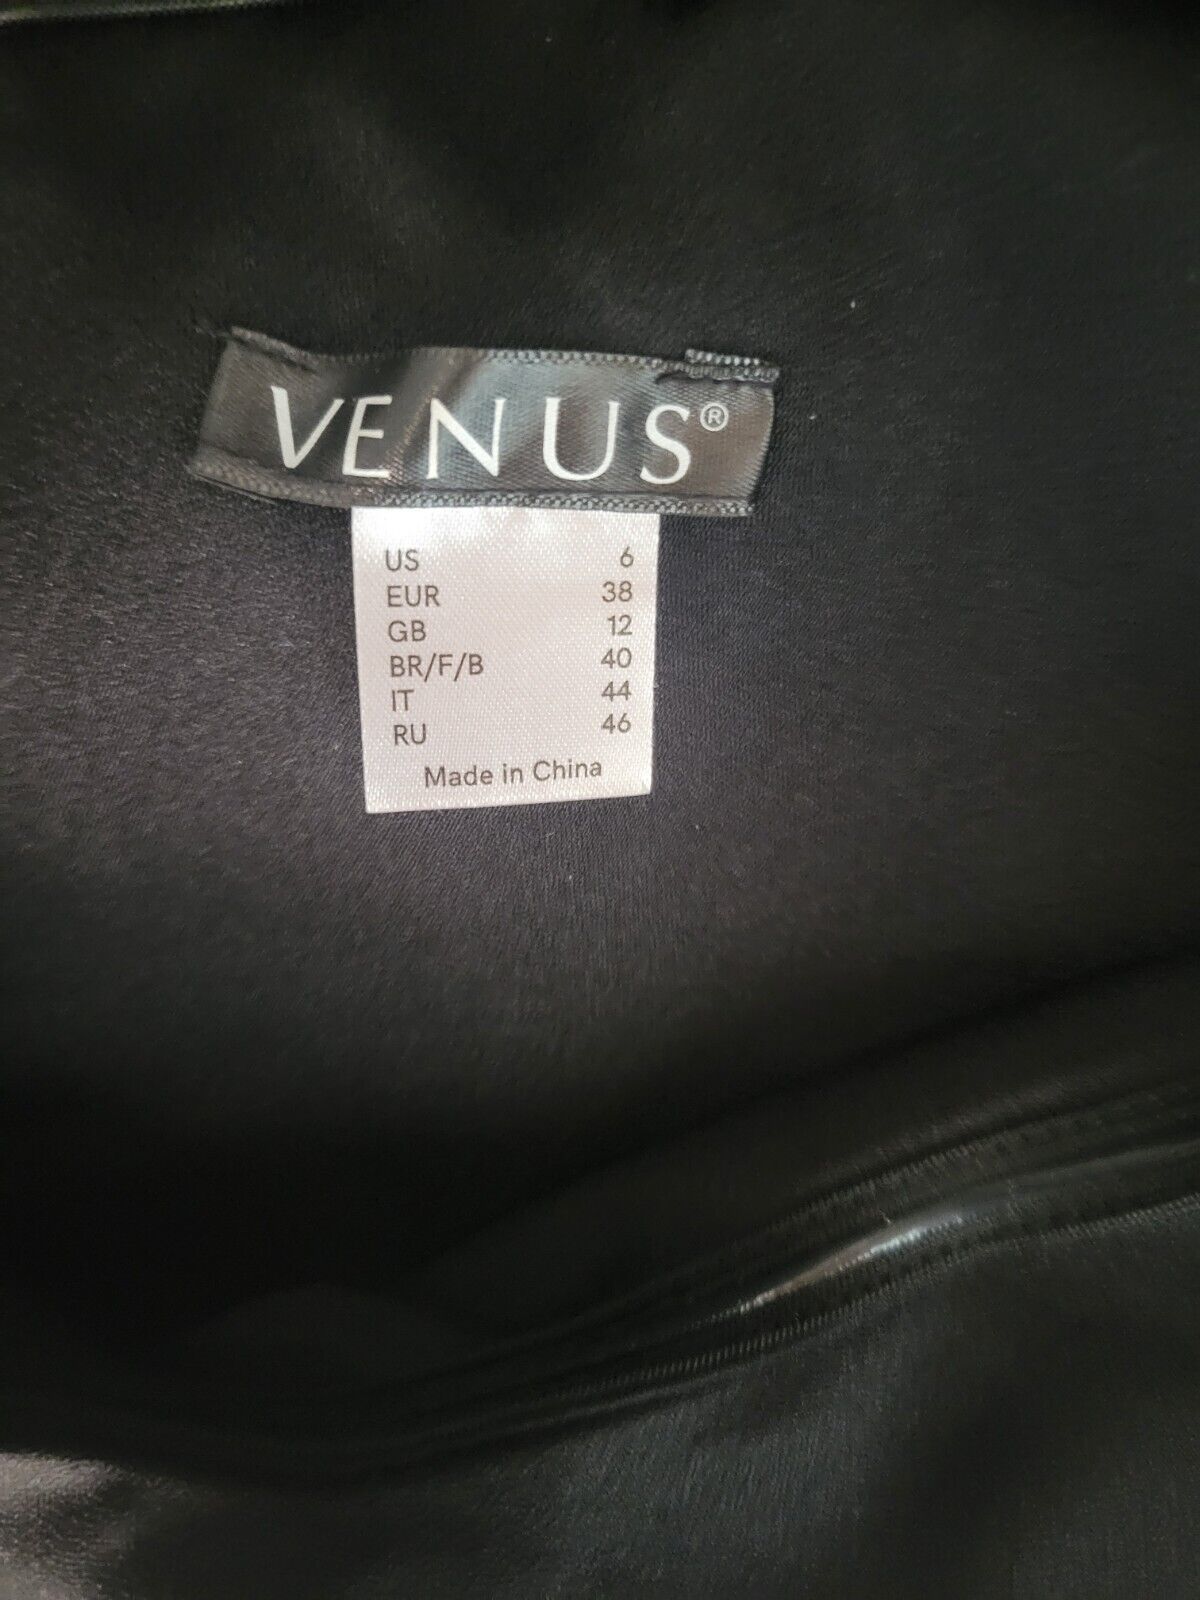 VENUS®
US 6
EUR 38
GB 12
BR/F/B 40
IT 44
RU 46
Made in China